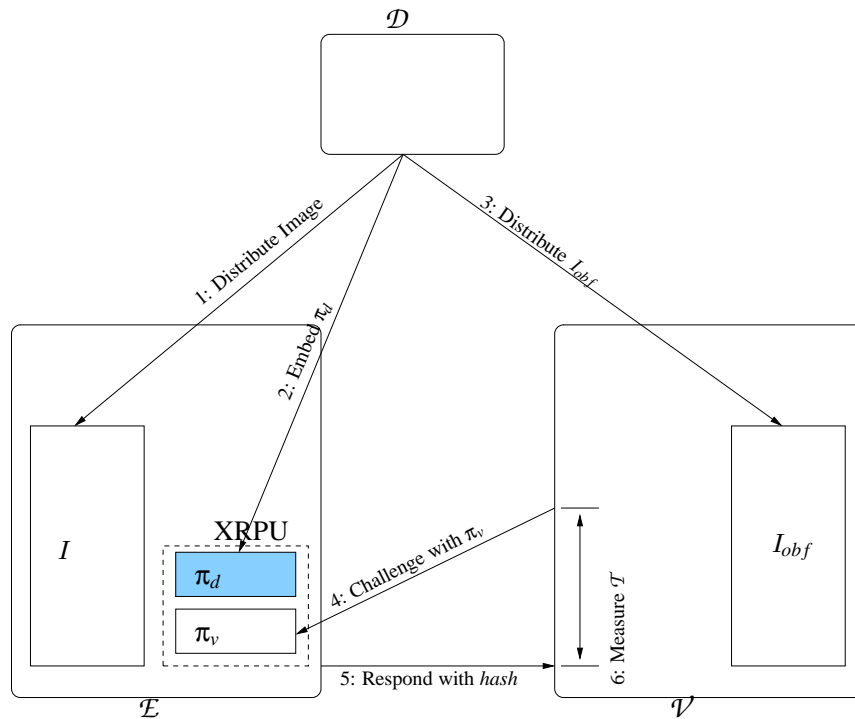 𝒟
1: Distribute Image
2: Embed π_d
3: Distribute I_obf
XRPU
I
π_d
π_v
4: Challenge with π_v
5: Respond with hash
6: Measure 𝒯
I_obf
ℰ
𝒱